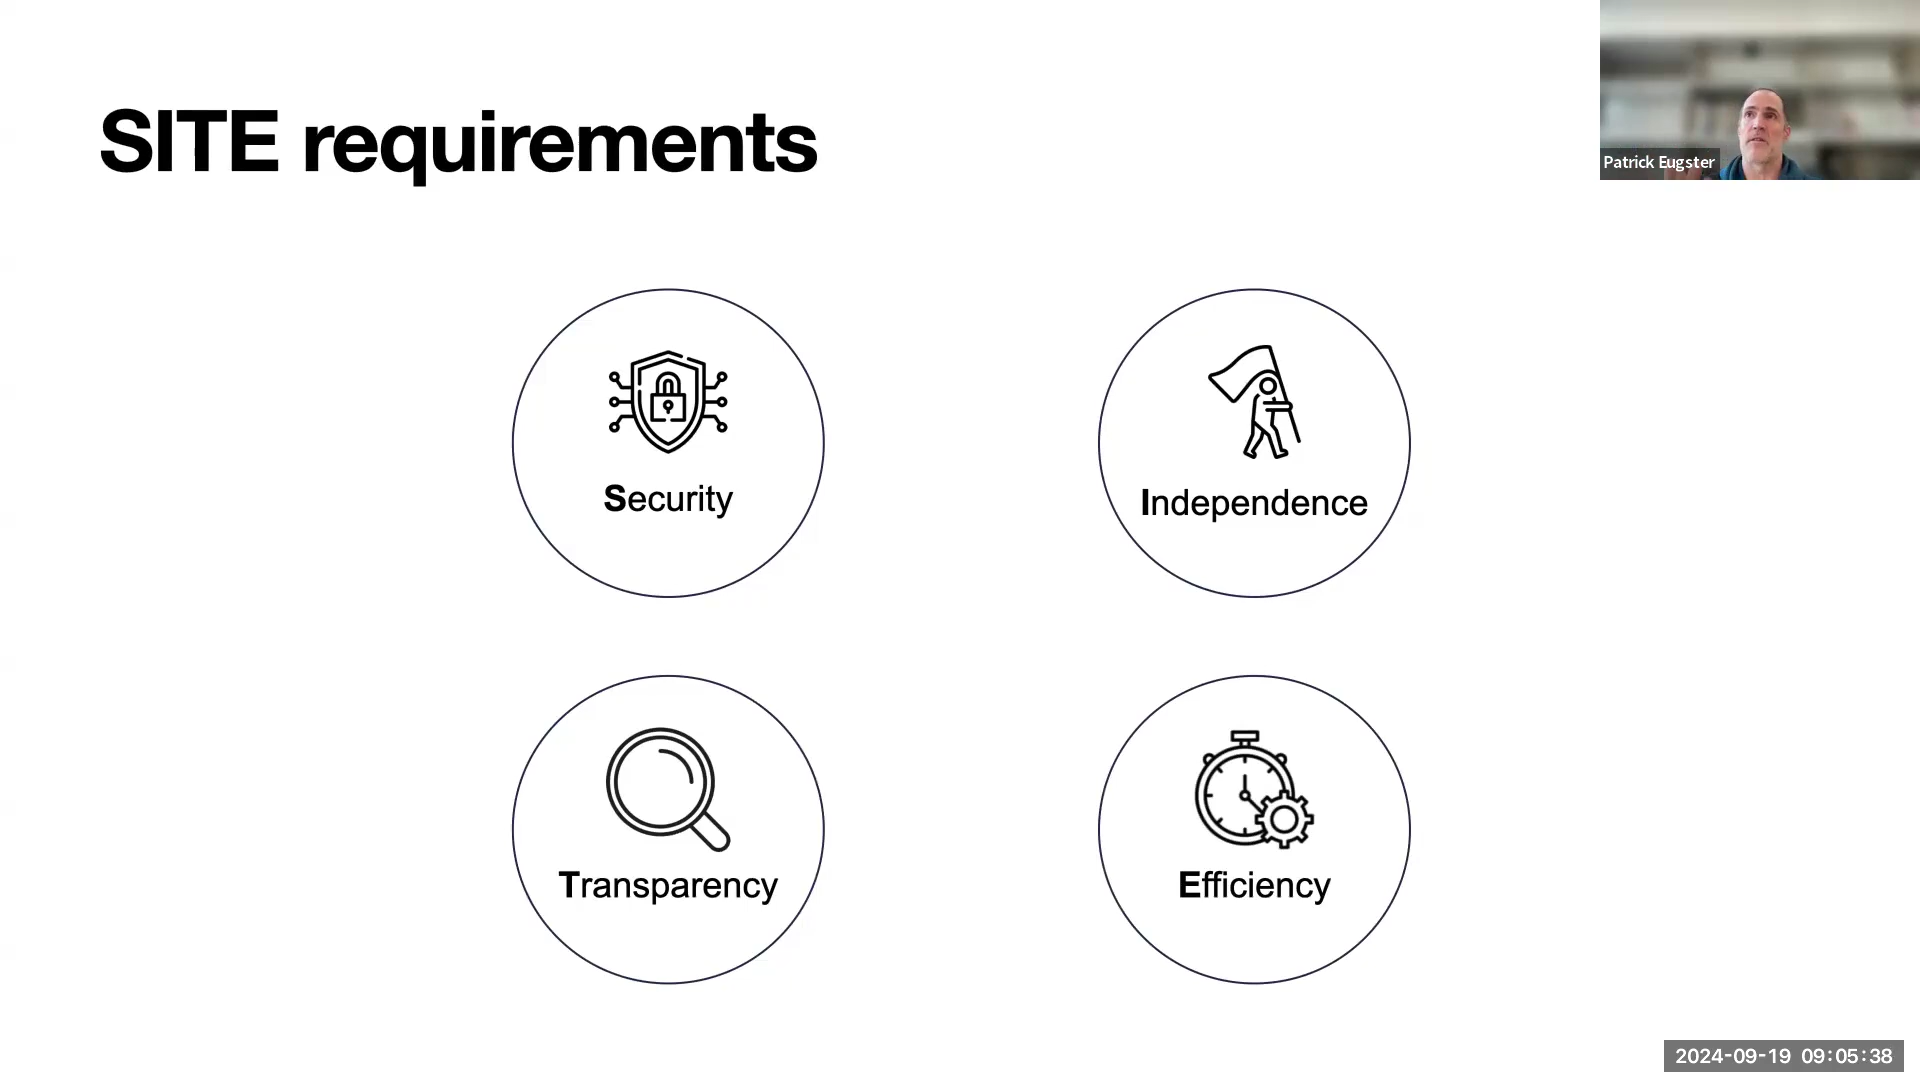 SITE requirements
Patrick Eugster
Security
Independence
Transparency
Efficiency
2024-09-19 09:05:38